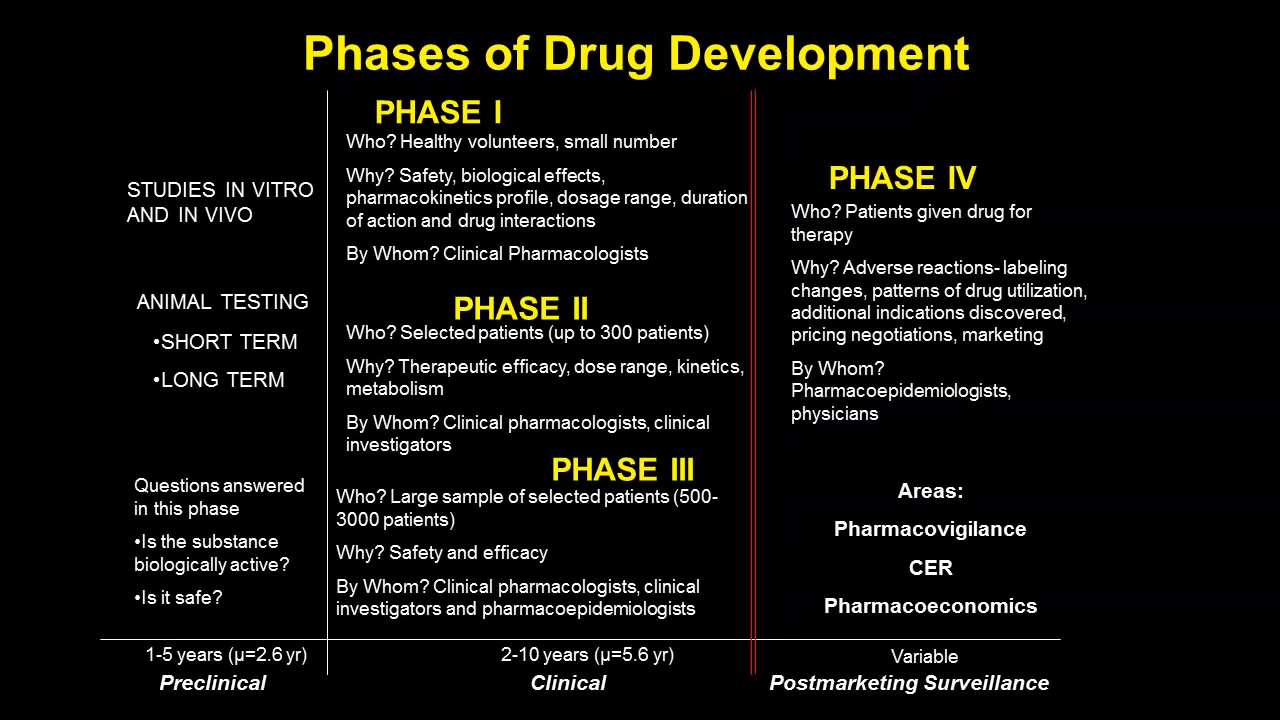 Phases of Drug Development
STUDIES IN VITRO
AND IN VIVO
ANIMAL TESTING
•SHORT TERM
•LONG TERM
Questions answered
in this phase
•Is the substance
biologically active?
•Is it safe?
1-5 years (µ=2.6 yr)
Preclinical
PHASE I
Who? Healthy volunteers, small number
Why? Safety, biological effects,
pharmacokinetics profile, dosage range, duration
of action and drug interactions
By Whom? Clinical Pharmacologists
PHASE II
Who? Selected patients (up to 300 patients)
Why? Therapeutic efficacy, dose range, kinetics,
metabolism
By Whom? Clinical pharmacologists, clinical
investigators
PHASE III
Who? Large sample of selected patients (500-
3000 patients)
Why? Safety and efficacy
By Whom? Clinical pharmacologists, clinical
investigators and pharmacoepidemiologists
2-10 years (µ=5.6 yr)
Clinical
PHASE IV
Who? Patients given drug for
therapy
Why? Adverse reactions- labeling
changes, patterns of drug utilization,
additional indications discovered,
pricing negotiations, marketing
By Whom?
Pharmacoepidemiologists,
physicians
Areas:
Pharmacovigilance
CER
Pharmacoeconomics
Variable
Postmarketing Surveillance